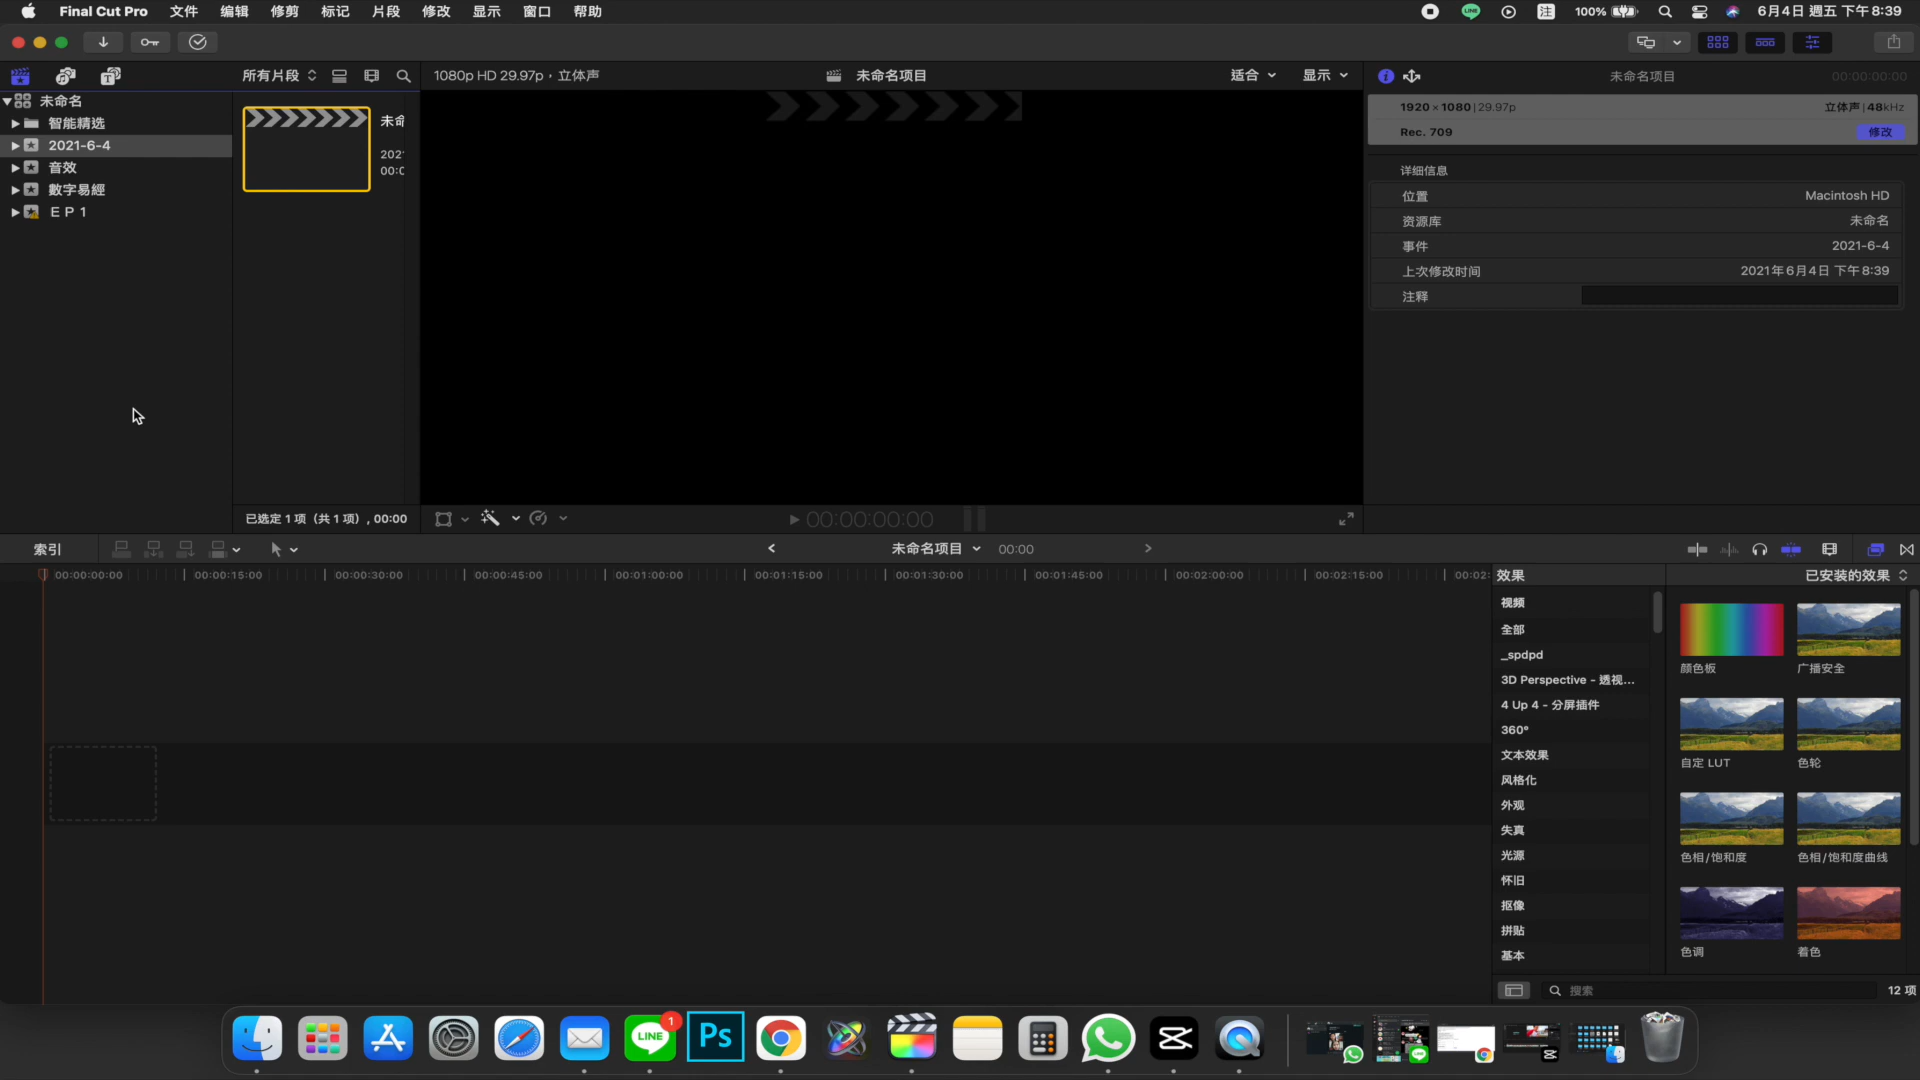 Final Cut Pro 文件 编辑 修剪 标记 片段 修改 显示 窗口 帮助
LINE 注 100% 6月4日 週五 下午8:39
所有片段
1080p HD 29.97p，立体声 未命名项目 适合 显示
未命名项目 00:00:00:00
未命名
智能精选
2021-6-4
音效
數字易經
E P 1
未命
202
00:0
已选定 1 项（共 1 项）, 00:00
00:00:00:00
1920 × 1080 | 29.97p 立体声 | 48kHz
Rec. 709 修改
详细信息
位置 Macintosh HD
资源库 未命名
事件 2021-6-4
上次修改时间 2021年6月4日 下午8:39
注释
索引 未命名项目 00:00
00:00:00:00 00:00:15:00 00:00:30:00 00:00:45:00 00:01:00:00 00:01:15:00 00:01:30:00 00:01:45:00 00:02:00:00 00:02:15:00 00:02:
效果 已安装的效果
视频
全部
_spdpd
3D Perspective – 透视...
4 Up 4 – 分屏插件
360°
文本效果
风格化
外观
失真
光源
怀旧
抠像
拼贴
基本
颜色板 广播安全
自定 LUT 色轮
色相/饱和度 色相/饱和度曲线
色调 着色
搜索 12 项
LINE 1 Ps